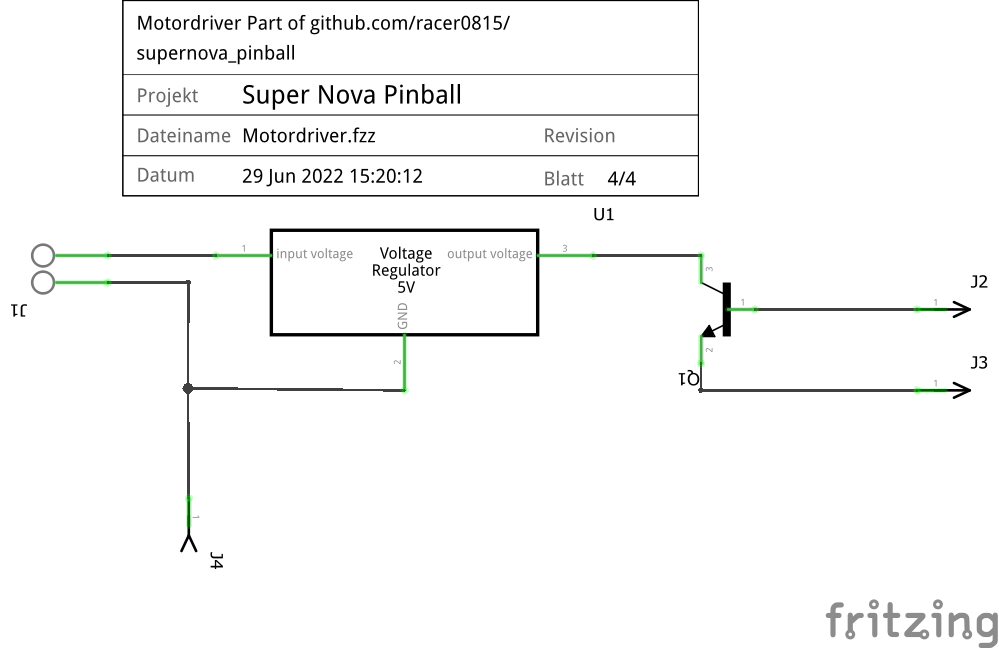 Motordriver Part of github.com/racer0815/
supernova_pinball
Projekt Super Nova Pinball
Dateiname Motordriver.fzz Revision
Datum 29 Jun 2022 15:20:12 Blatt 4/4
U1
1 input voltage Voltage output voltage 3
Regulator
5V
GND
2
J1
3
1
2
Q1
1 J2
1 J3
1
J4
fritzing